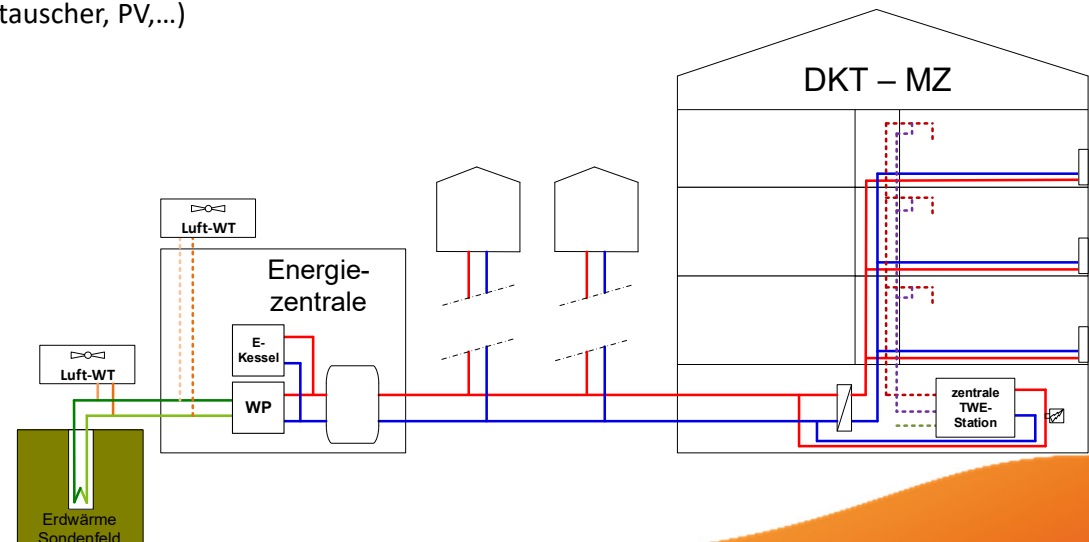 tauscher, PV,...)
DKT – MZ
Luft-WT
Energie-
zentrale
E-
Kessel
Luft-WT
WP
zentrale
TWE-
Station
Erdwärme
Sondenfeld